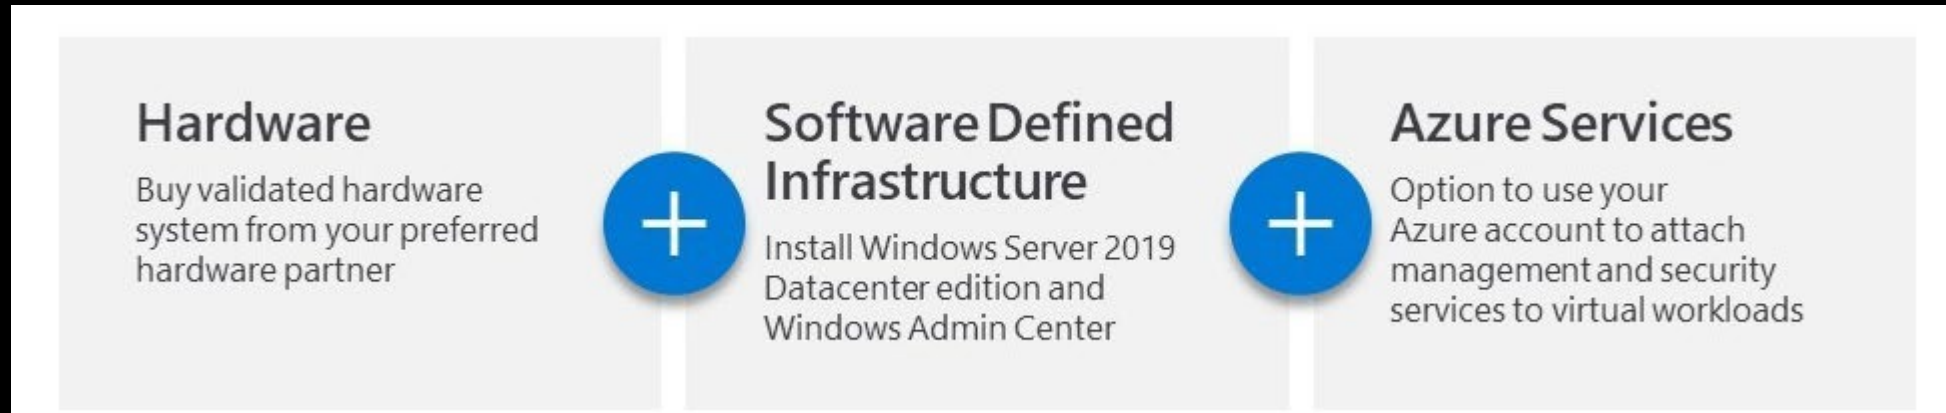 Hardware
Buy validated hardware
system from your preferred
hardware partner
+
Software Defined
Infrastructure
Install Windows Server 2019
Datacenter edition and
Windows Admin Center
+
Azure Services
Option to use your
Azure account to attach
management and security
services to virtual workloads